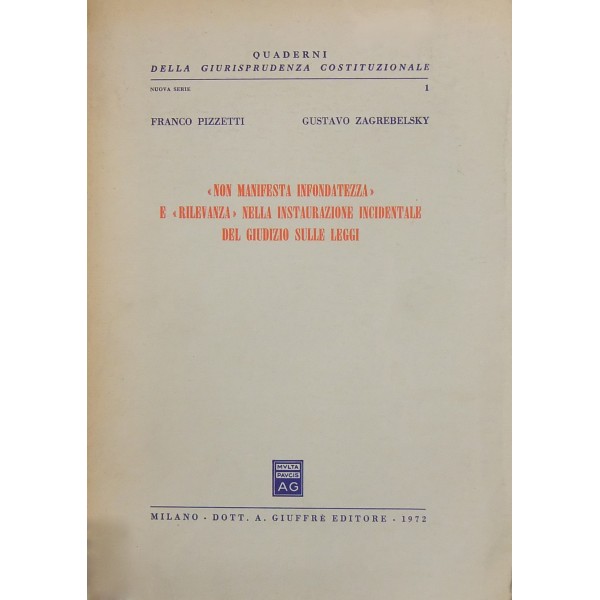 QUADERNI
DELLA GIURISPRUDENZA COSTITUZIONALE
NUOVA SERIE 1
FRANCO PIZZETTI GUSTAVO ZAGREBELSKY
«NON MANIFESTA INFONDATEZZA»
E «RILEVANZA» NELLA INSTAURAZIONE INCIDENTALE
DEL GIUDIZIO SULLE LEGGI
MVLTA
PAVCIS
AG
MILANO - DOTT. A. GIUFFRÈ EDITORE - 1972